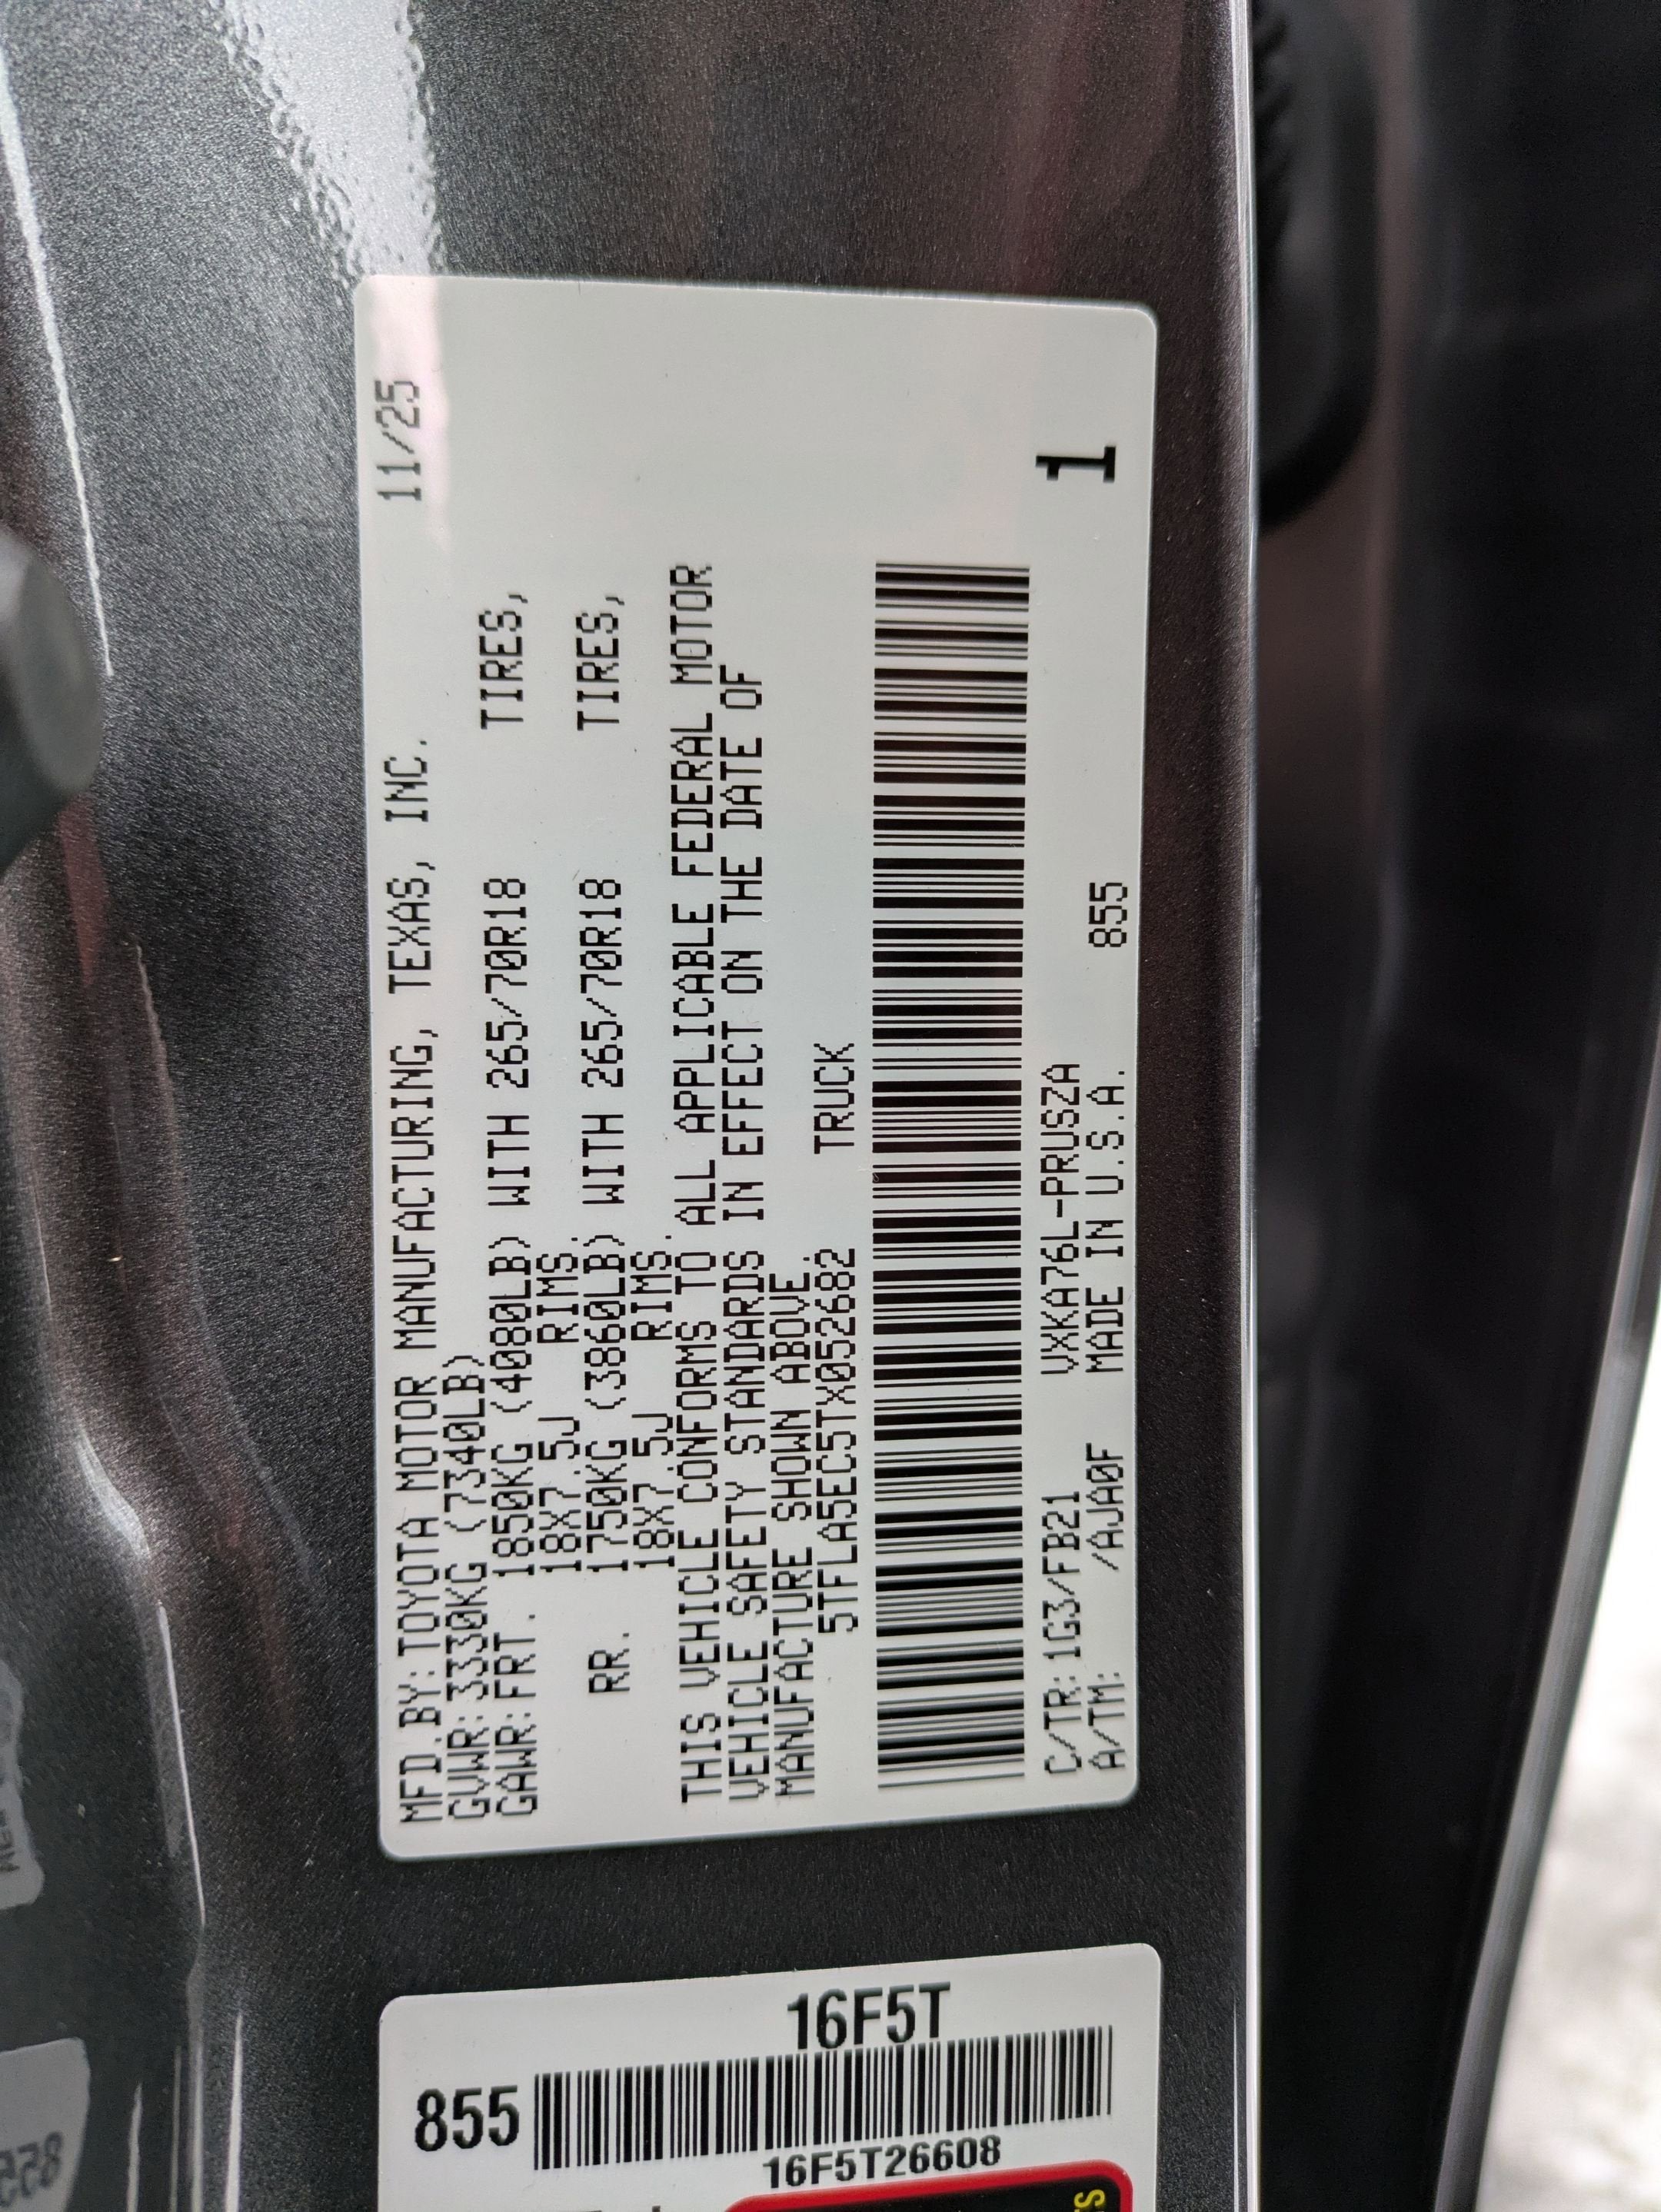 MFD.BY:TOYOTA MOTOR MANUFACTURING, TEXAS, INC. 11/25
GVWR:3330KG (7340LB)
GAWR:FRT. 1850KG (4080LB) WITH 265/70R18 TIRES,
18X7.5J RIMS.
RR. 1750KG (3860LB) WITH 265/70R18 TIRES,
18X7.5J RIMS.
THIS VEHICLE CONFORMS TO ALL APPLICABLE FEDERAL MOTOR
VEHICLE SAFETY STANDARDS IN EFFECT ON THE DATE OF
MANUFACTURE SHOWN ABOVE.
5TFLA5EC5TX052682 TRUCK
C/TR:1G3/FB21 VXKA76L-PRUSZA
A/TM: /AJA0F MADE IN U.S.A. 855
1
855
16F5T
16F5T26608
855